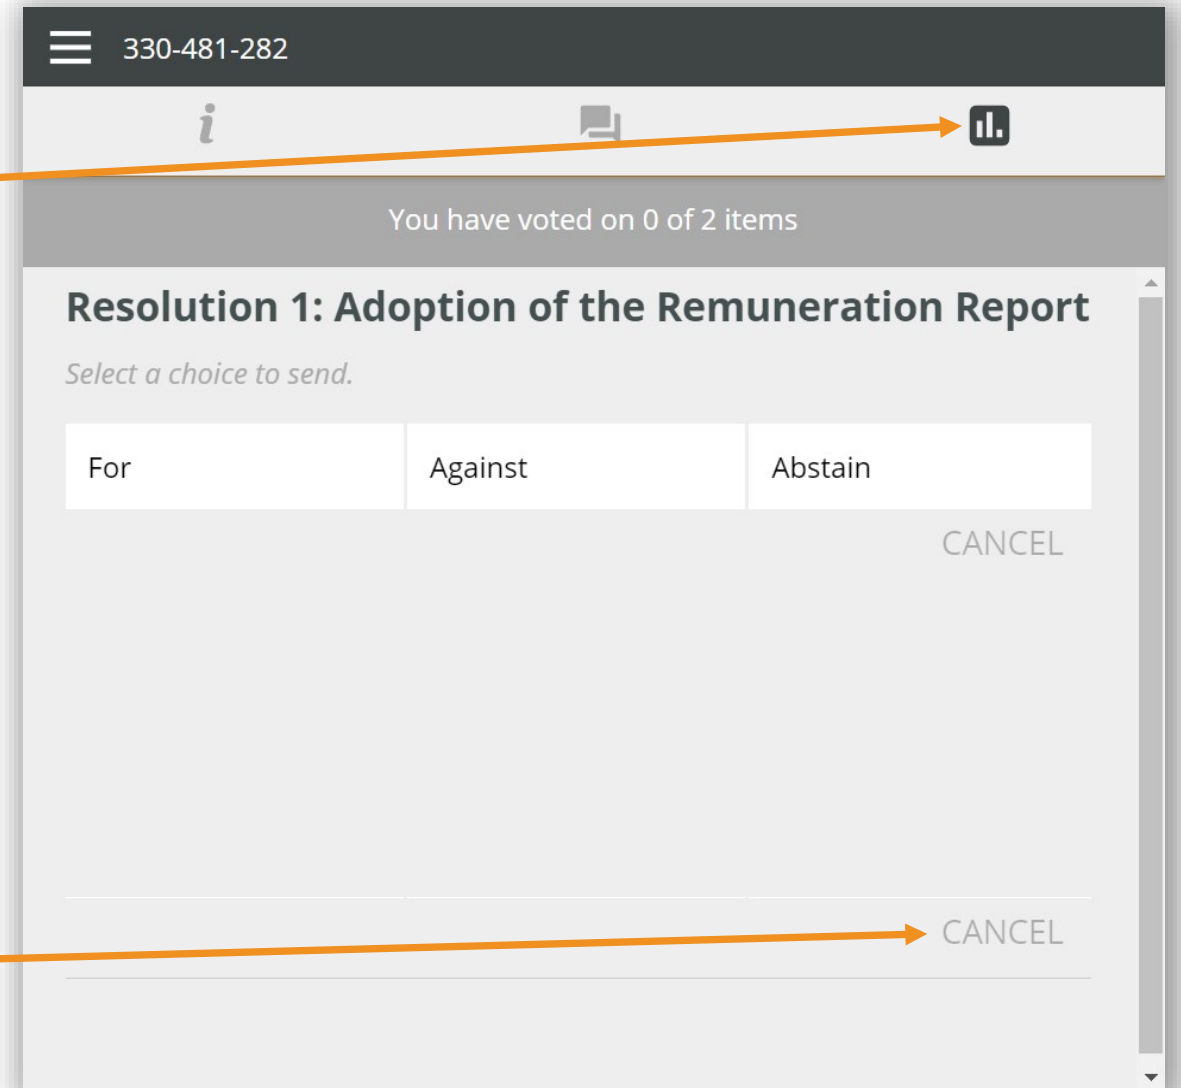 330-481-282
You have voted on 0 of 2 items
Resolution 1: Adoption of the Remuneration Report
Select a choice to send.
For Against Abstain
CANCEL
CANCEL